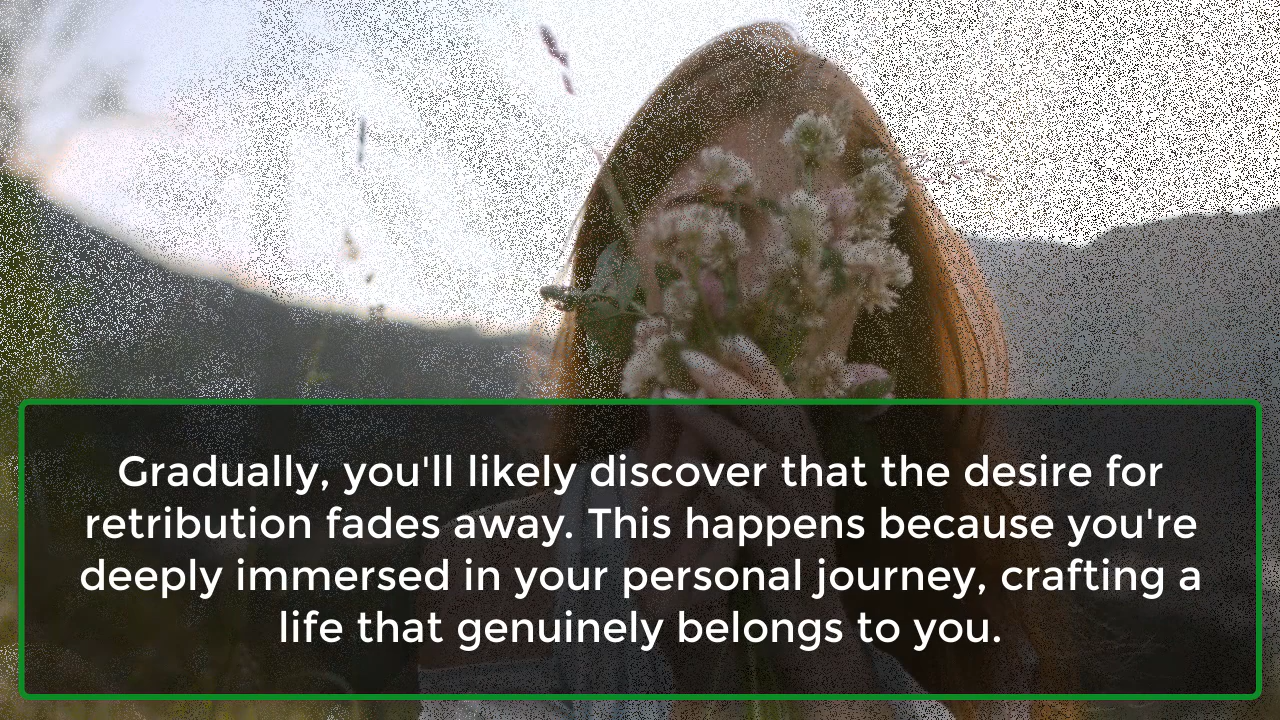 Gradually, you'll likely discover that the desire for
retribution fades away. This happens because you're
deeply immersed in your personal journey, crafting a
life that genuinely belongs to you.